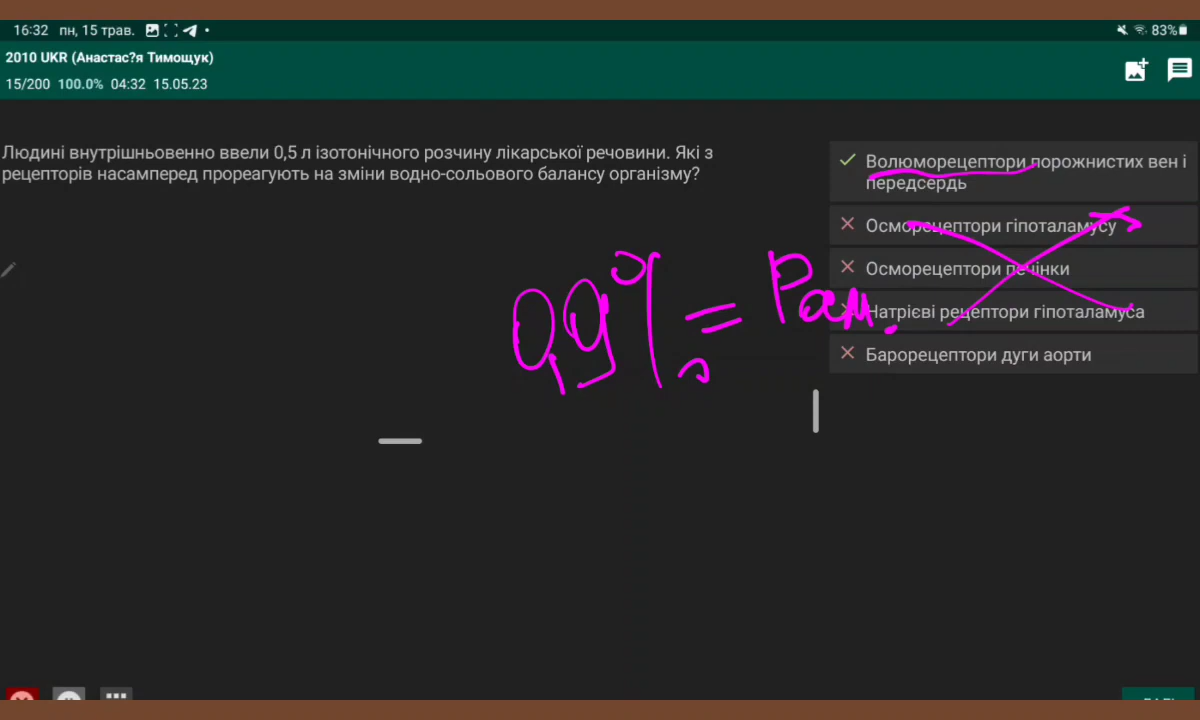 16:32 пн, 15 трав. 83%
2010 UKR (Анастас?я Тимощук)
15/200 100.0% 04:32 15.05.23
Людині внутрішньовенно ввели 0,5 л ізотонічного розчину лікарської речовини. Які з
рецепторів насамперед прореагують на зміни водно-сольового балансу організму?
Волюморецептори порожнистих вен і
передсердь
Осморецептори гіпоталамусу
Осморецептори печінки
Натрієві рецептори гіпоталамуса
Барорецептори дуги аорти
0,9% =